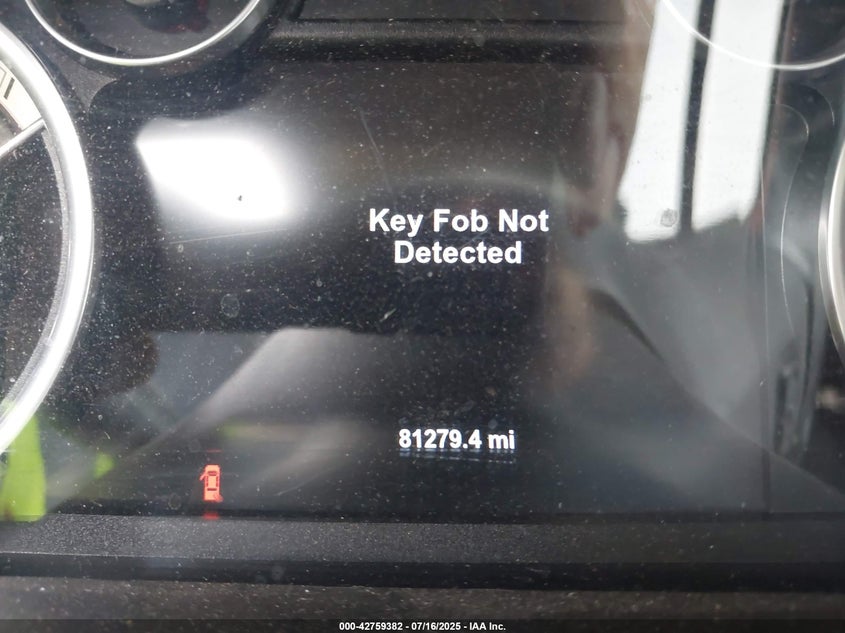 Key Fob Not
Detected
81279.4 mi
000-42759382 - 07/16/2025 - IAA Inc.